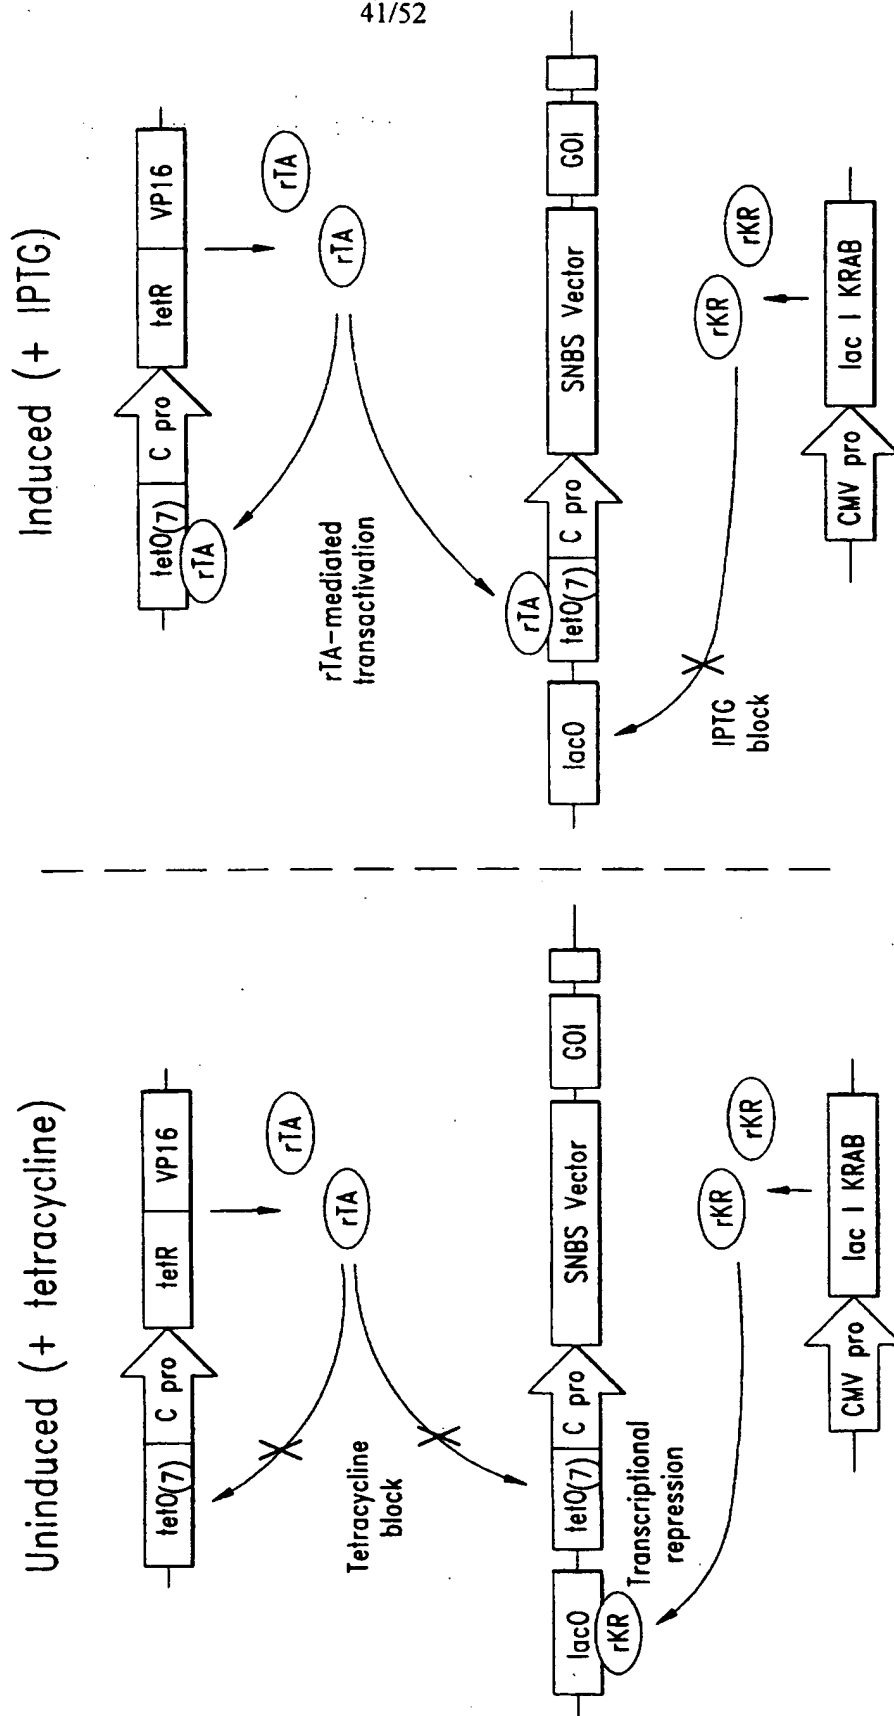 41/52
Uninduced (+ tetracycline)
tetO(7)
C pro
tetR
VP16
rTA
rTA
Tetracycline
block
lacO
rKR
tetO(7)
C pro
SNBS Vector
GOI
Transcriptional
repression
rKR
rKR
CMV pro
lac I KRAB
Induced (+ IPTG)
tetO(7)
C pro
tetR
VP16
rTA
rTA
rTA
rTA-mediated
transactivation
rTA
lacO
tetO(7)
C pro
SNBS Vector
GOI
IPTG
block
rKR
rKR
CMV pro
lac I KRAB